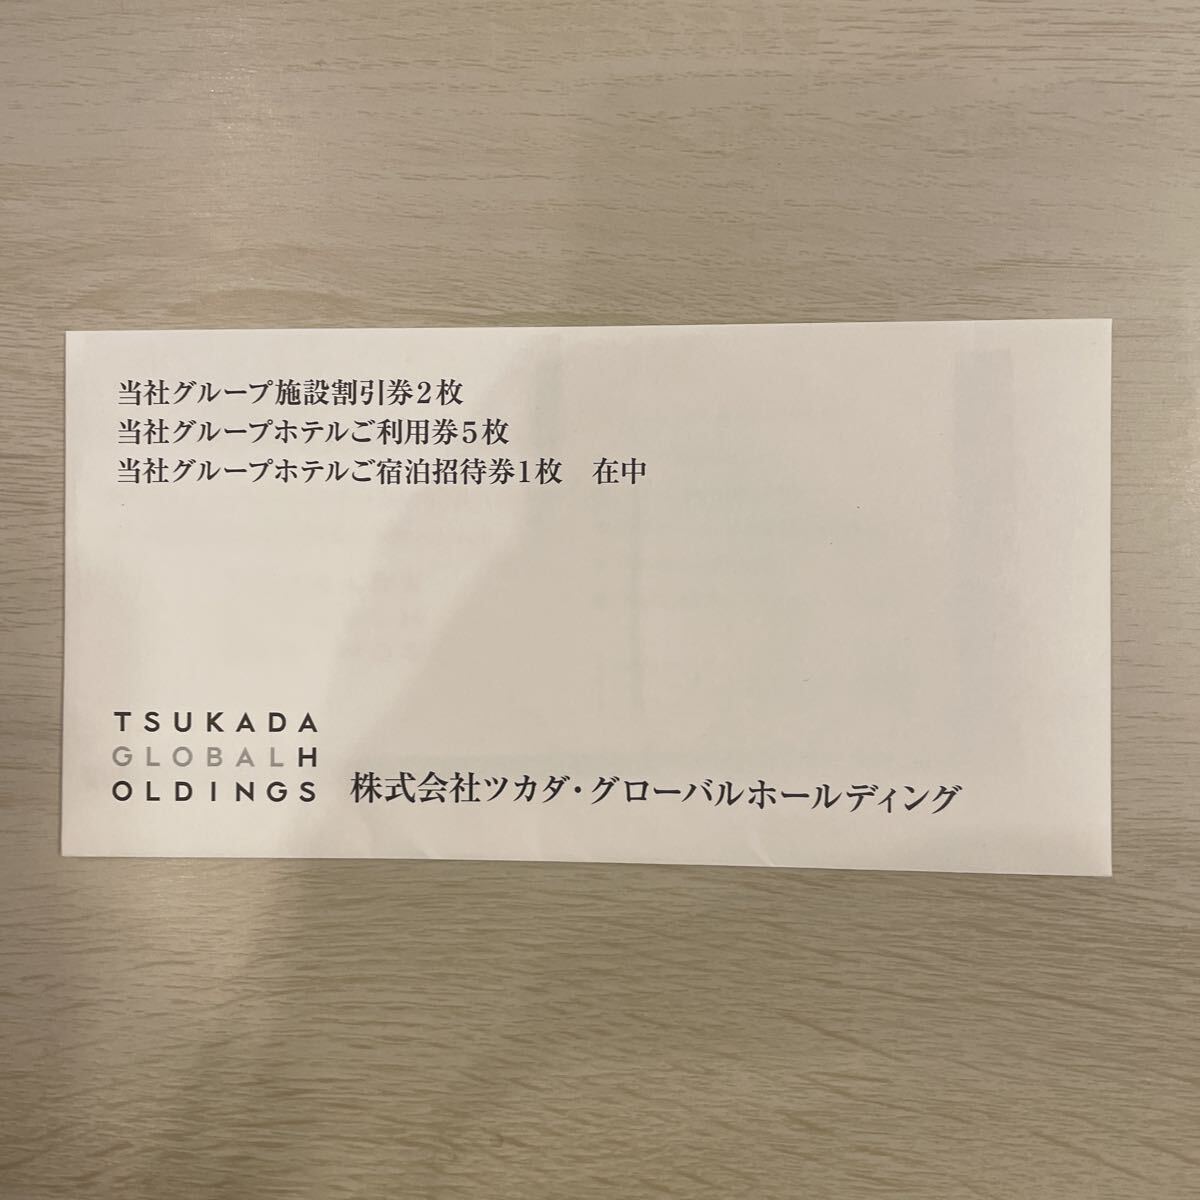 当社グループ施設割引券2枚
当社グループホテルご利用券5枚
当社グループホテルご宿泊招待券1枚　在中
TSUKADA
GLOBALH
OLDINGS
株式会社ツカダ・グローバルホールディング